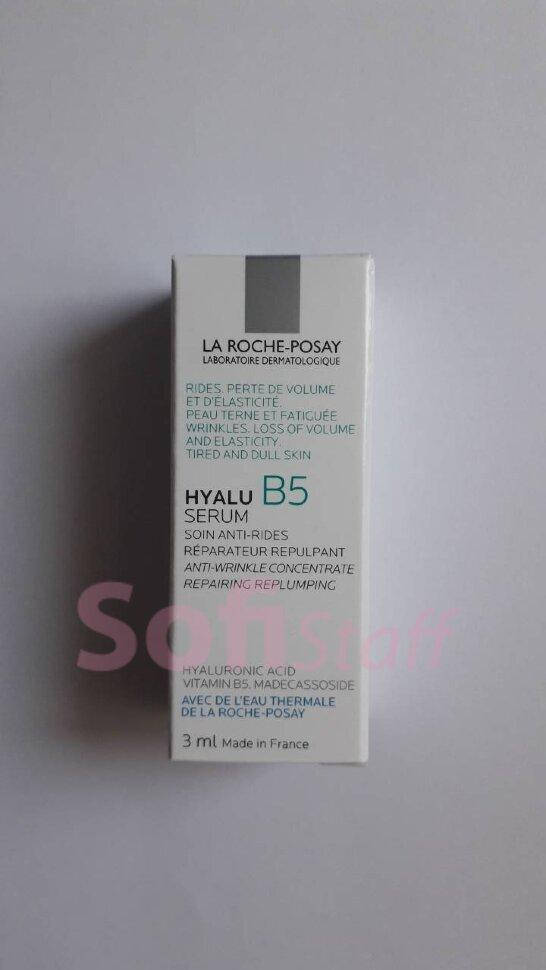 LA ROCHE-POSAY
LABORATOIRE DERMATOLOGIQUE
RIDES. PERTE DE VOLUME
ET D'ÉLASTICITÉ.
PEAU TERNE ET FATIGUÉE
WRINKLES. LOSS OF VOLUME
AND ELASTICITY.
TIRED AND DULL SKIN
HYALU B5
SERUM
SOIN ANTI-RIDES
RÉPARATEUR REPULPANT
ANTI-WRINKLE CONCENTRATE
REPAIRING REPLUMPING
SofiStaff
HYALURONIC ACID
VITAMIN B5. MADECASSOSIDE
AVEC DE L'EAU THERMALE
DE LA ROCHE-POSAY
3 ml Made in France